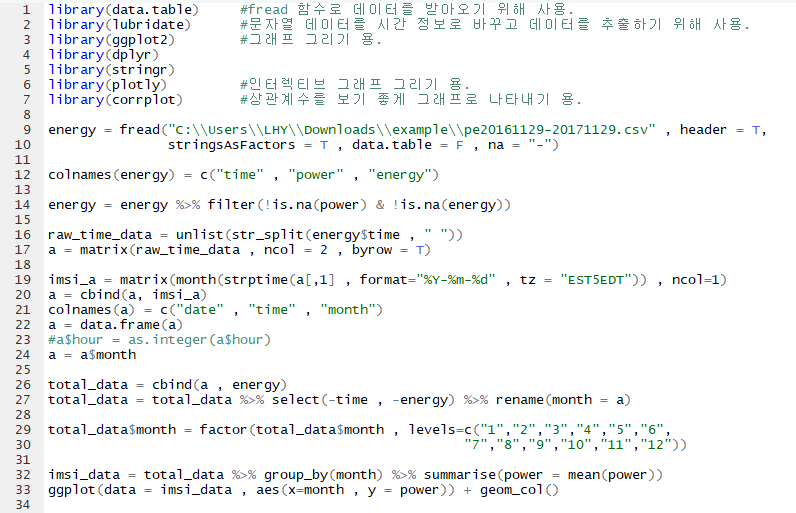 1 library(data.table) #fread 함수로 데이터를 받아오기 위해 사용.
2 library(lubridate) #문자열 데이터를 시간 정보로 바꾸고 데이터를 추출하기 위해 사용.
3 library(ggplot2) #그래프 그리기 용.
4 library(dplyr)
5 library(stringr)
6 library(plotly) #인터렉티브 그래프 그리기 용.
7 library(corrplot) #상관계수를 보기 좋게 그래프로 나타내기 용.
8
9 energy = fread("C:\\Users\\LHY\\Downloads\\example\\pe20161129-20171129.csv" , header = T,
10 stringsAsFactors = T , data.table = F , na = "-")
11
12 colnames(energy) = c("time" , "power" , "energy")
13
14 energy = energy %>% filter(!is.na(power) & !is.na(energy))
15
16 raw_time_data = unlist(str_split(energy$time , " "))
17 a = matrix(raw_time_data , ncol = 2 , byrow = T)
18
19 imsi_a = matrix(month(strptime(a[,1] , format="%Y-%m-%d" , tz = "EST5EDT")) , ncol=1)
20 a = cbind(a, imsi_a)
21 colnames(a) = c("date" , "time" , "month")
22 a = data.frame(a)
23 #a$hour = as.integer(a$hour)
24 a = a$month
25
26 total_data = cbind(a , energy)
27 total_data = total_data %>% select(-time , -energy) %>% rename(month = a)
28
29 total_data$month = factor(total_data$month , levels=c("1","2","3","4","5","6",
30 "7","8","9","10","11","12"))
31
32 imsi_data = total_data %>% group_by(month) %>% summarise(power = mean(power))
33 ggplot(data = imsi_data , aes(x=month , y = power)) + geom_col()
34